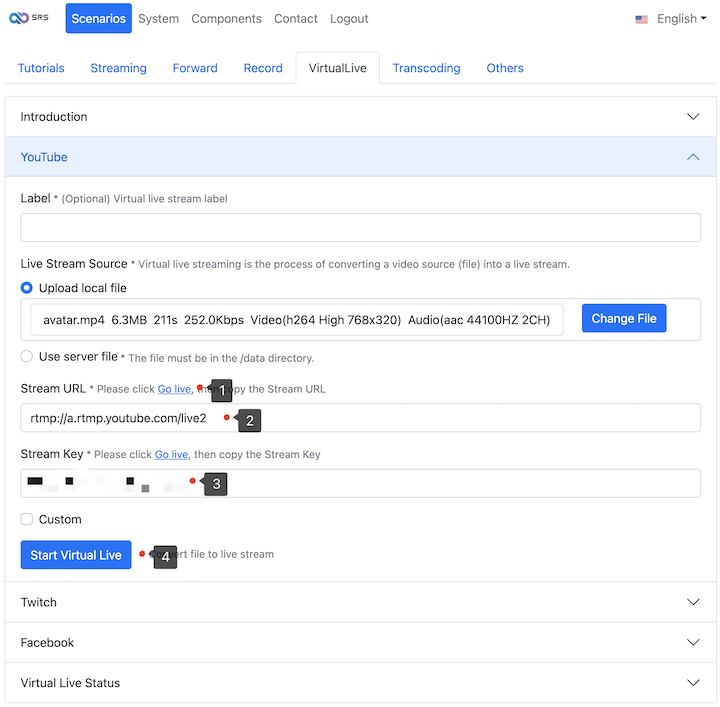 SRS Scenarios System Components Contact Logout English
Tutorials Streaming Forward Record VirtualLive Transcoding Others
Introduction
YouTube
Label * (Optional) Virtual live stream label
Live Stream Source * Virtual live streaming is the process of converting a video source (file) into a live stream.
Upload local file
avatar.mp4 6.3MB 211s 252.0Kbps Video(h264 High 768x320) Audio(aac 44100HZ 2CH) Change File
Use server file * The file must be in the /data directory.
Stream URL * Please click Go live, 1 copy the Stream URL
rtmp://a.rtmp.youtube.com/live2 2
Stream Key * Please click Go live, then copy the Stream Key
3
Custom
Start Virtual Live 4 file to live stream
Twitch
Facebook
Virtual Live Status